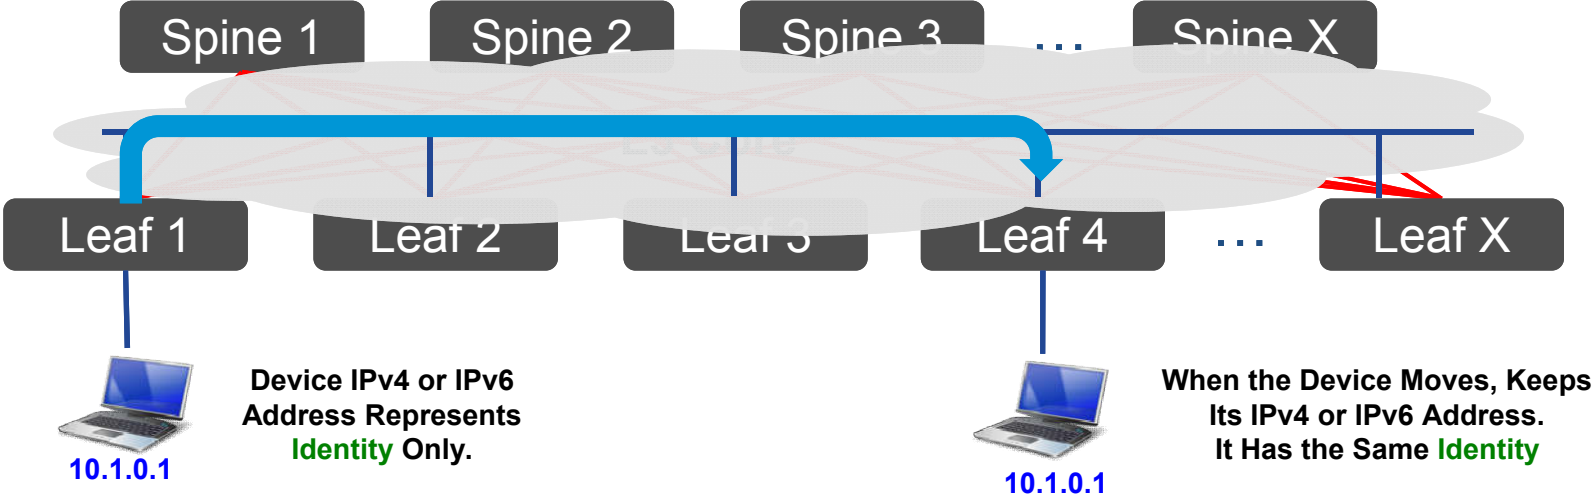 Spine 1 Spine 2 Spine 3 ... Spine X
L3 Core
Leaf 1 Leaf 2 Leaf 3 Leaf 4 ... Leaf X
Device IPv4 or IPv6
Address Represents
Identity Only.
10.1.0.1
When the Device Moves, Keeps
Its IPv4 or IPv6 Address.
It Has the Same Identity
10.1.0.1